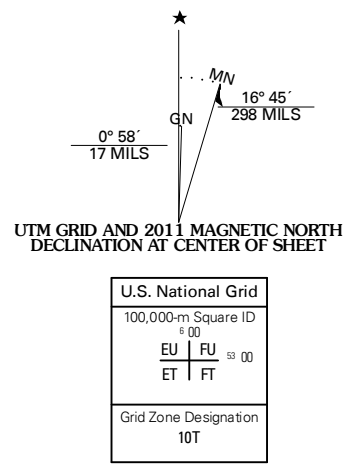 MN
16° 45´
298 MILS
GN
0° 58´
17 MILS
UTM GRID AND 2011 MAGNETIC NORTH
DECLINATION AT CENTER OF SHEET
U.S. National Grid
100,000-m Square ID
6 00
EU FU 53 00
ET FT
Grid Zone Designation
10T